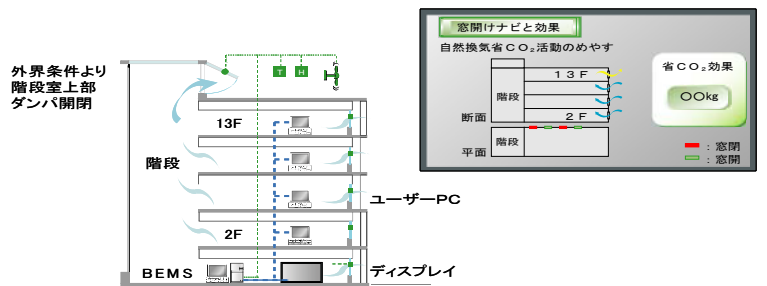 外界条件より
階段室上部
ダンパ開閉
T H
13F
階段
ユーザーPC
2F
BEMS
ディスプレイ
窓開けナビと効果
自然換気省CO₂活動のめやす
13F
階段
2F
断面
階段
平面
省CO₂効果
〇〇kg
：窓閉
：窓開